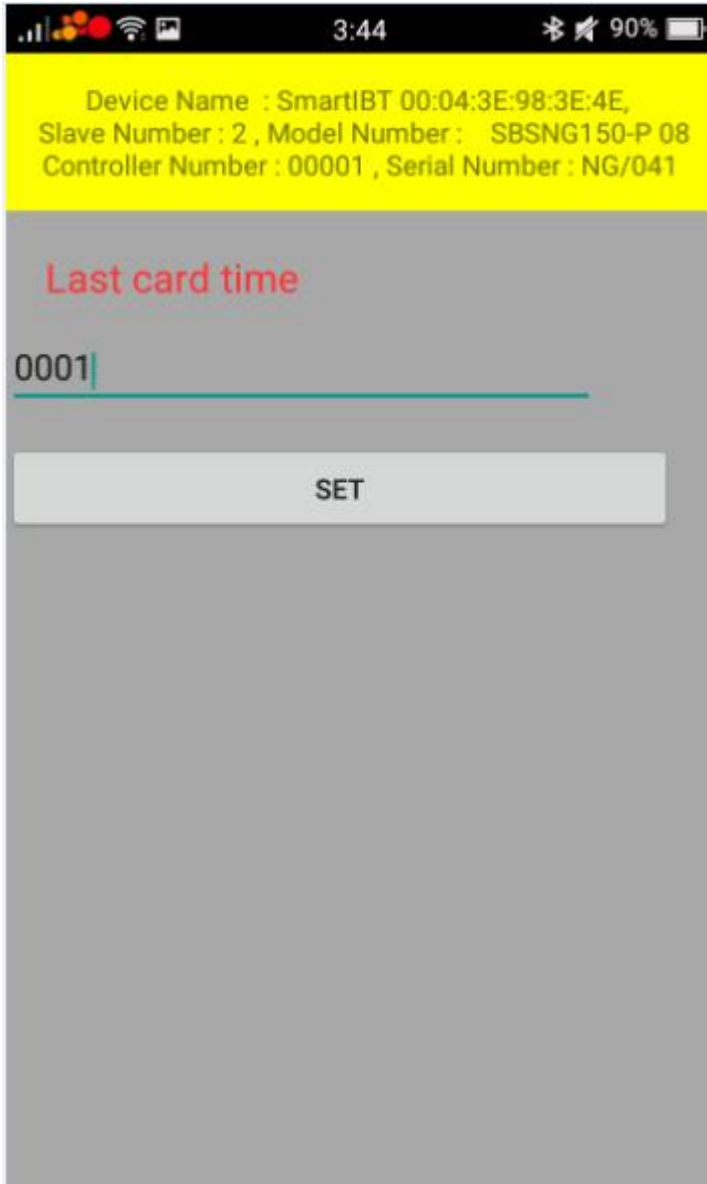 3:44 90%
Device Name : SmartIBT 00:04:3E:98:3E:4E,
Slave Number : 2 , Model Number : SBSNG150-P 08
Controller Number : 00001 , Serial Number : NG/041
Last card time
0001
SET